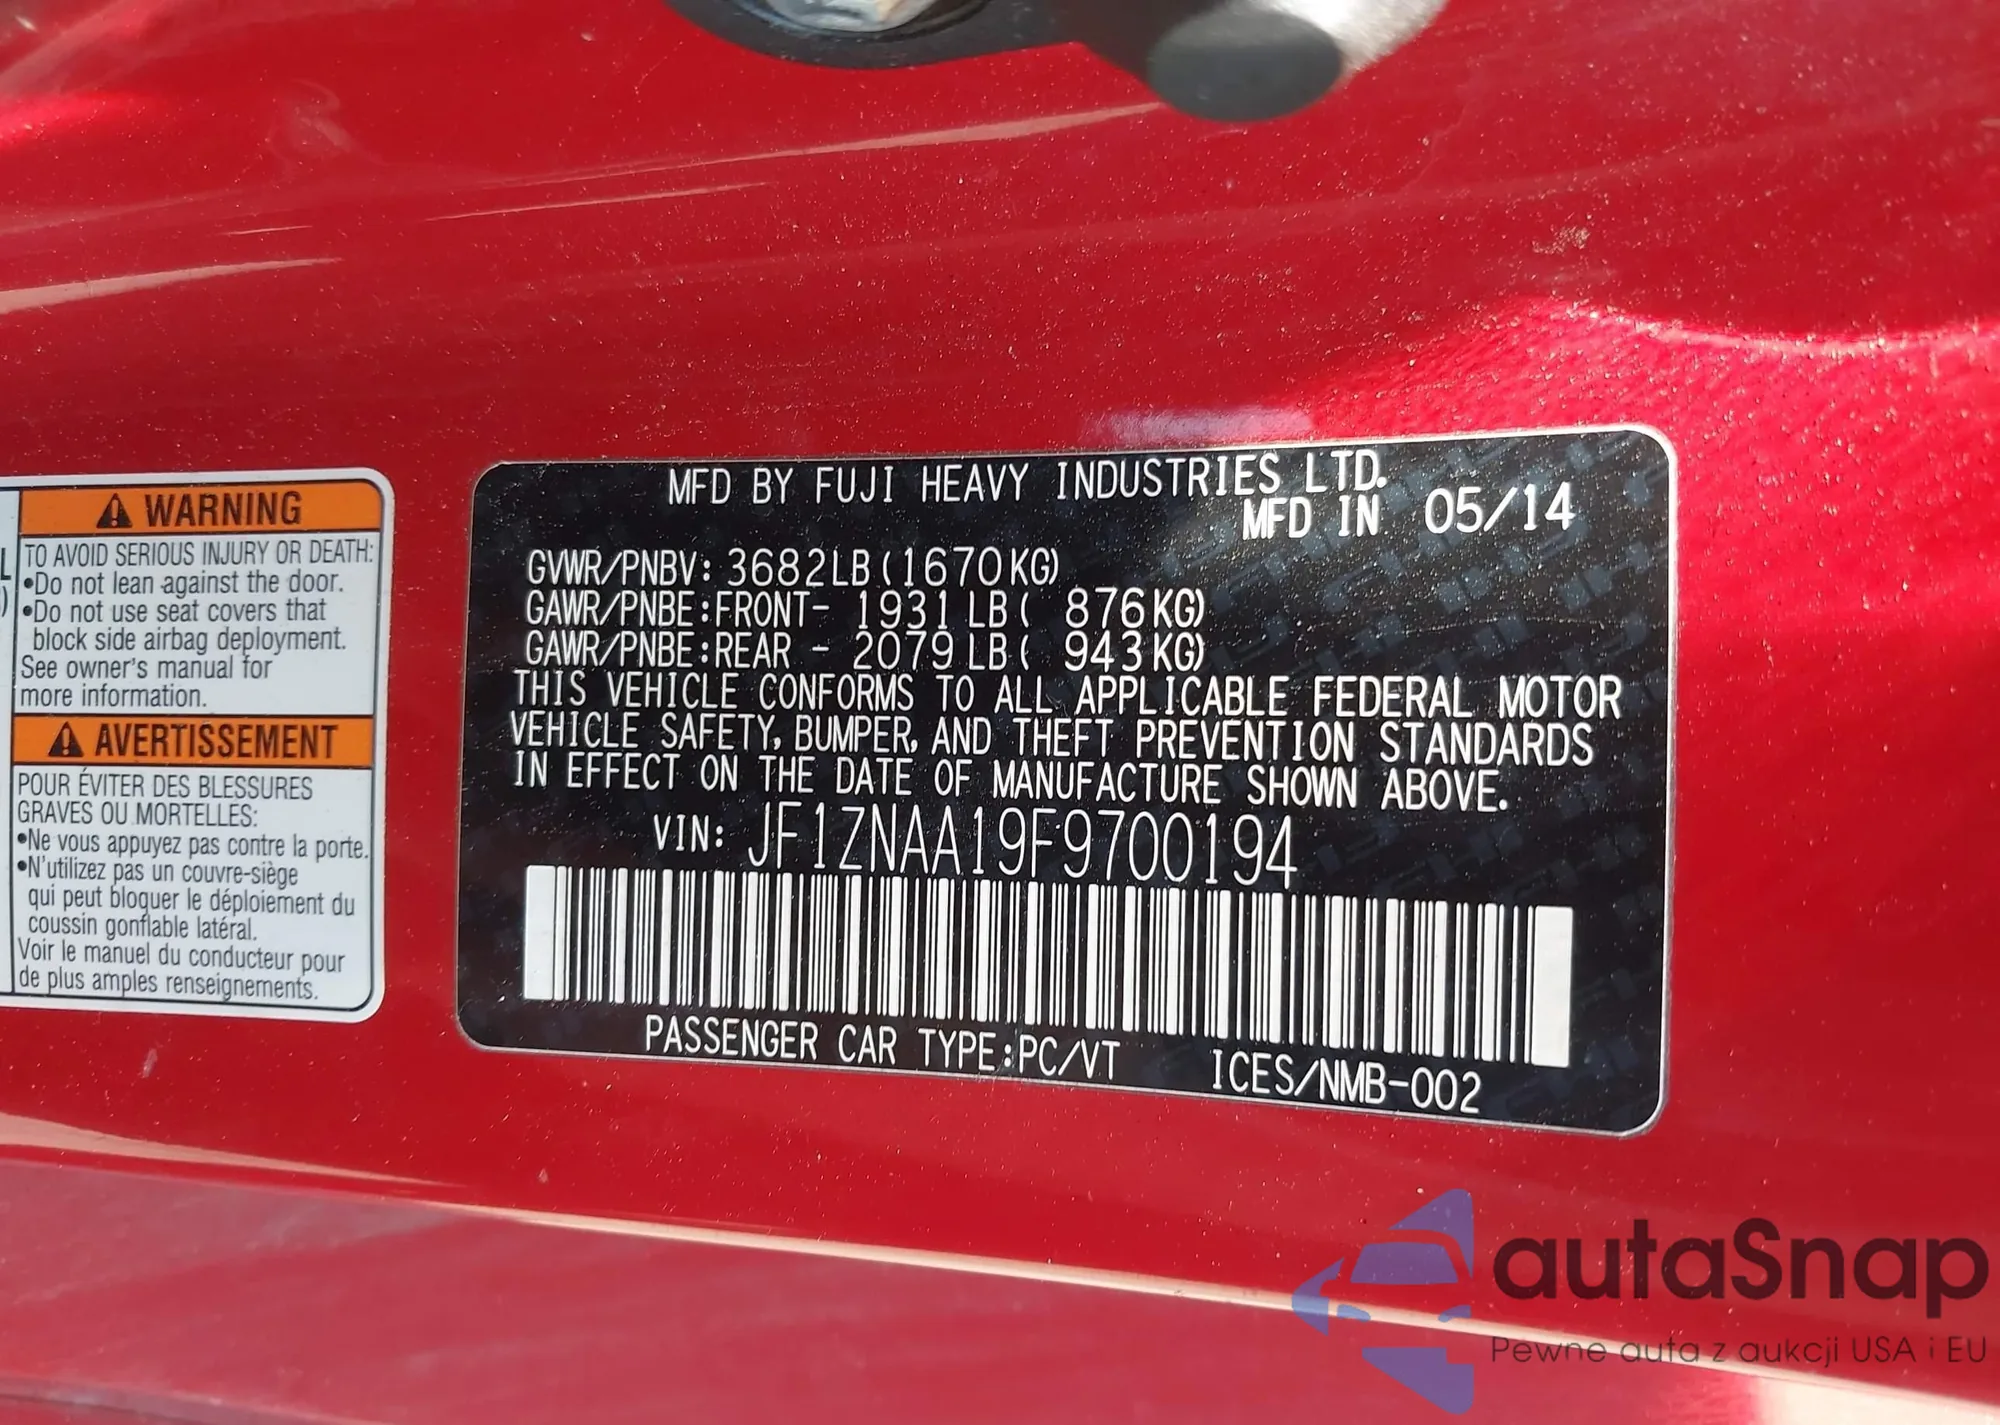 WARNING
TO AVOID SERIOUS INJURY OR DEATH:
•Do not lean against the door.
•Do not use seat covers that
block side airbag deployment.
See owner's manual for
more information.
AVERTISSEMENT
POUR ÉVITER DES BLESSURES
GRAVES OU MORTELLES:
•Ne vous appuyez pas contre la porte.
•N'utilizez pas un couvre-siège
qui peut bloquer le déploiement du
coussin gonflable latéral.
Voir le manuel du conducteur pour
de plus amples renseignements.
MFD BY FUJI HEAVY INDUSTRIES LTD.
MFD IN 05/14
GVWR/PNBV: 3682LB(1670KG)
GAWR/PNBE:FRONT- 1931LB( 876KG)
GAWR/PNBE:REAR - 2079LB( 943KG)
THIS VEHICLE CONFORMS TO ALL APPLICABLE FEDERAL MOTOR
VEHICLE SAFETY, BUMPER, AND THEFT PREVENTION STANDARDS
IN EFFECT ON THE DATE OF MANUFACTURE SHOWN ABOVE.
VIN: JF1ZNAA19F9700194
PASSENGER CAR TYPE:PC/VT ICES/NMB-002
autaSnap
Pewne auta z aukcji USA i EU